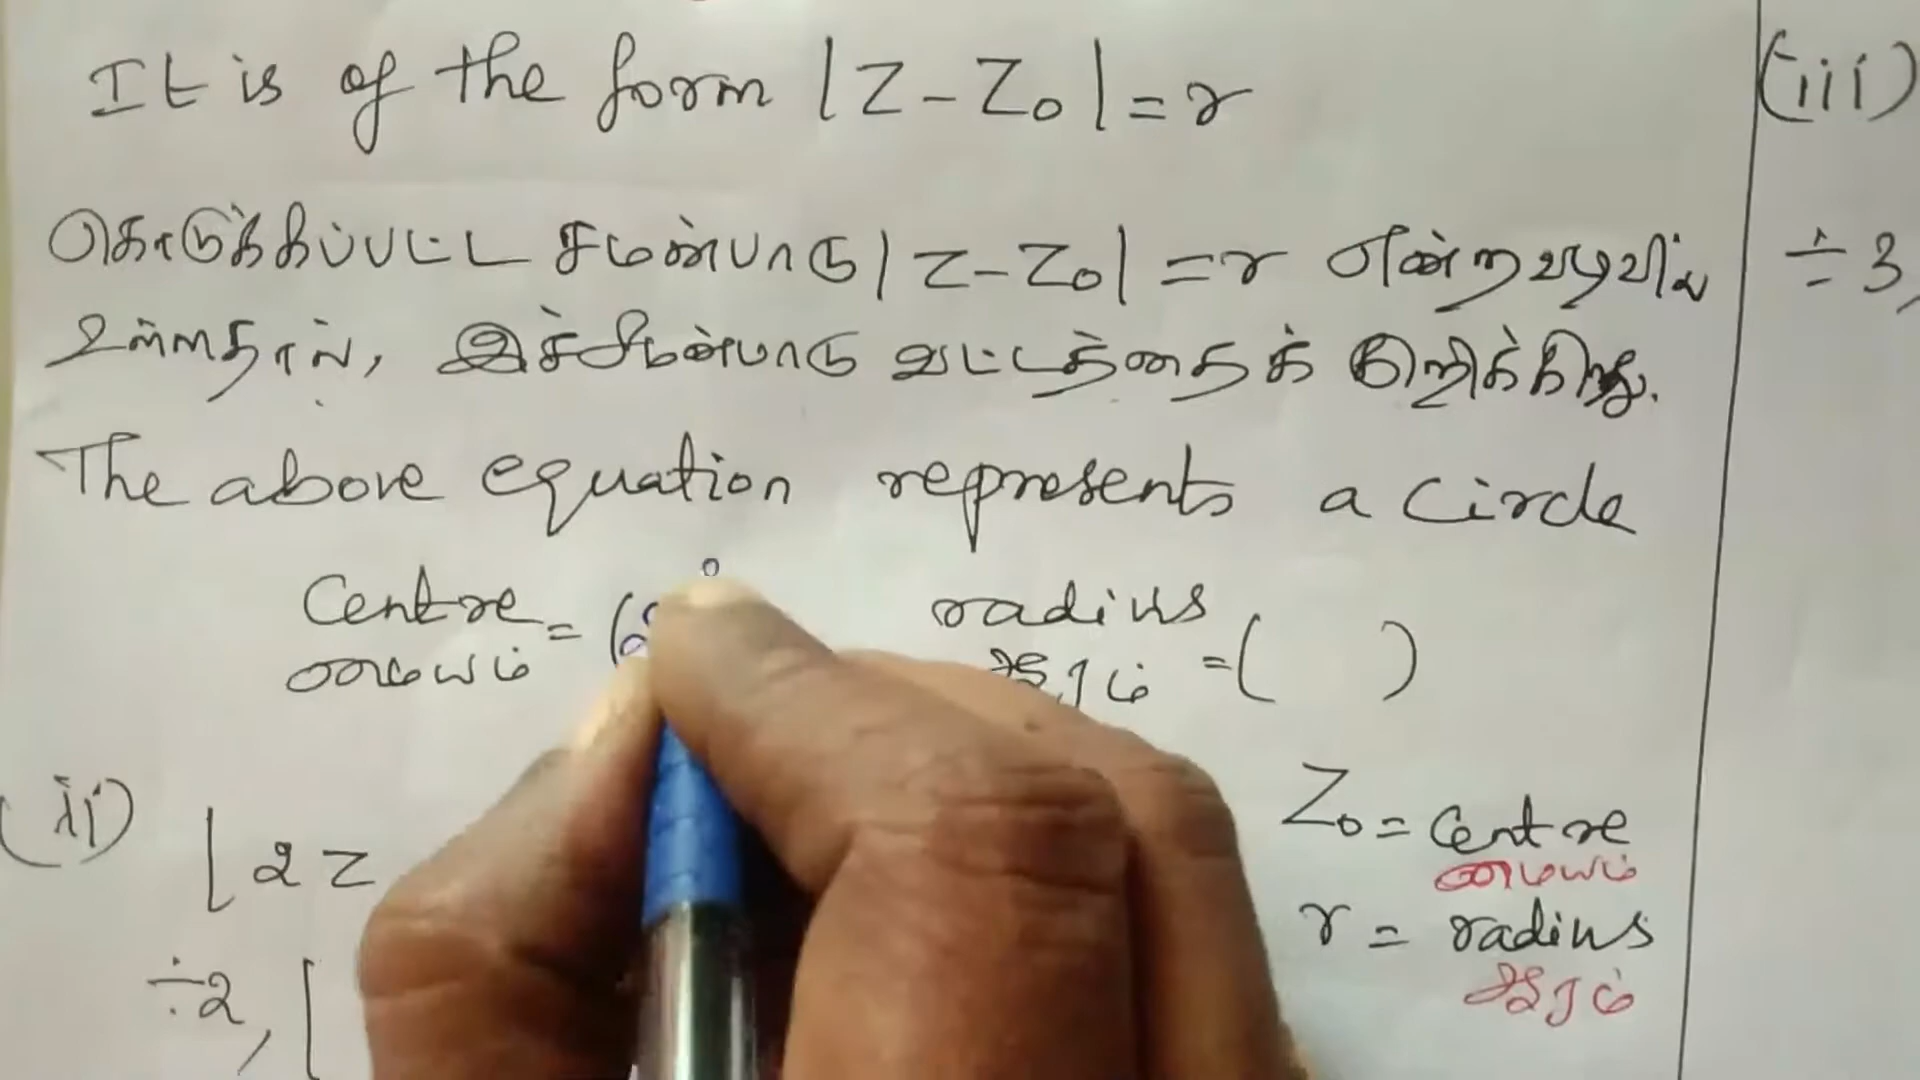 It is of the form |Z-Z₀|=r
கொடுக்கப்பட்ட சமன்பாடு |Z-Z₀|=r என்ற வடிவில்
உள்ளதால், இச்சமன்பாடு வட்டத்தைக் குறிக்கிறது.
The above equation represents a circle
Centre
மையம் = (2
radius
ஆரம் = ( )
Z₀ = Centre
மையம்
r = radius
ஆரம்
(ii) |2z
÷2, |
(iii)
÷3,